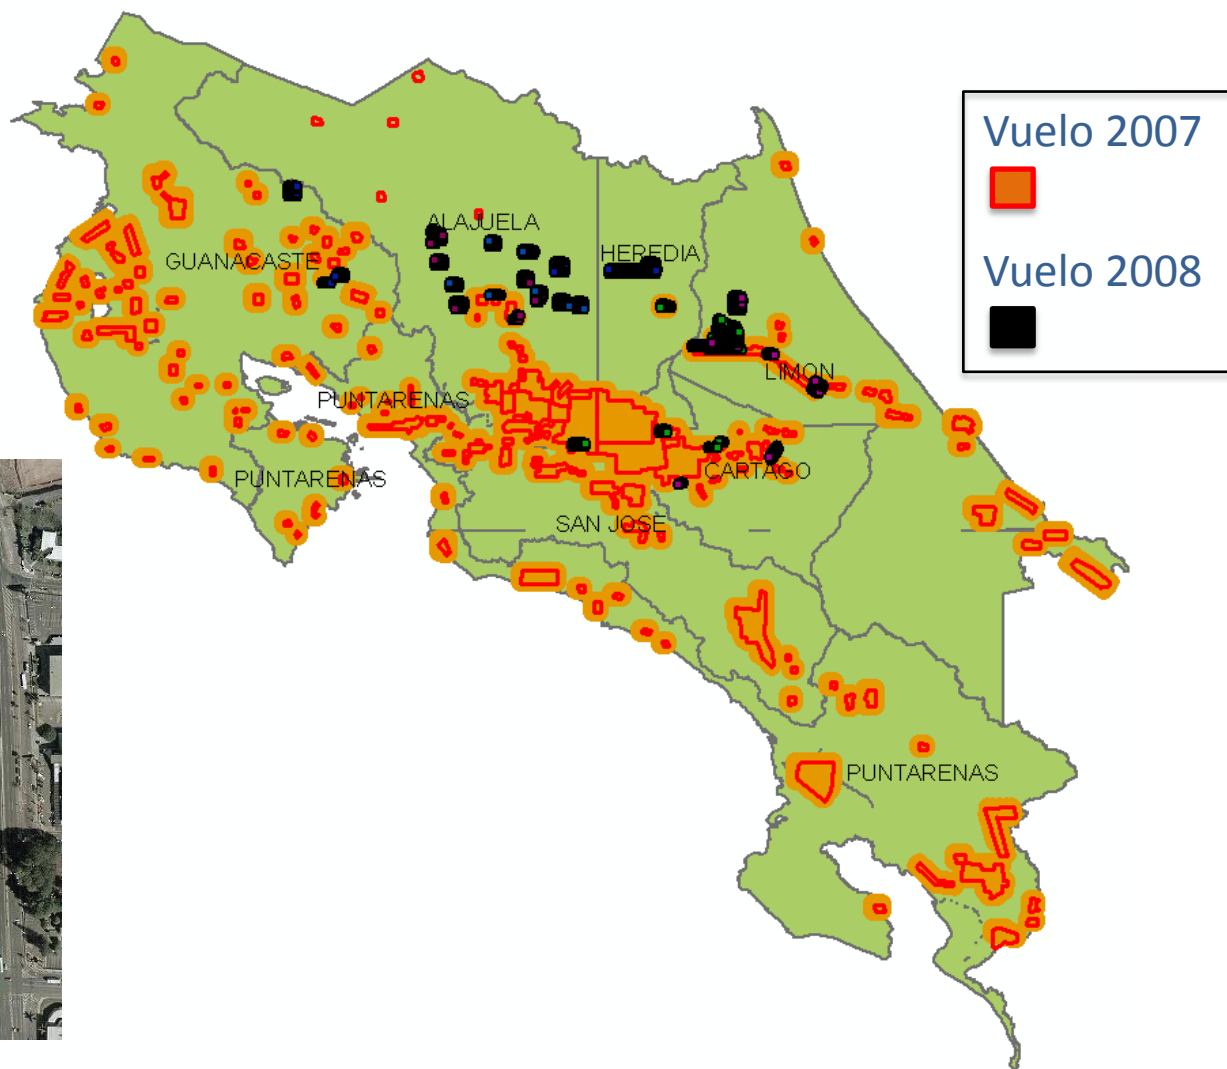 Vuelo 2007
Vuelo 2008
ALAJUELA
HEREDIA
GUANACASTE
LIMON
PUNTARENAS
CARTAGO
PUNTARENAS
SAN JOSE
PUNTARENAS